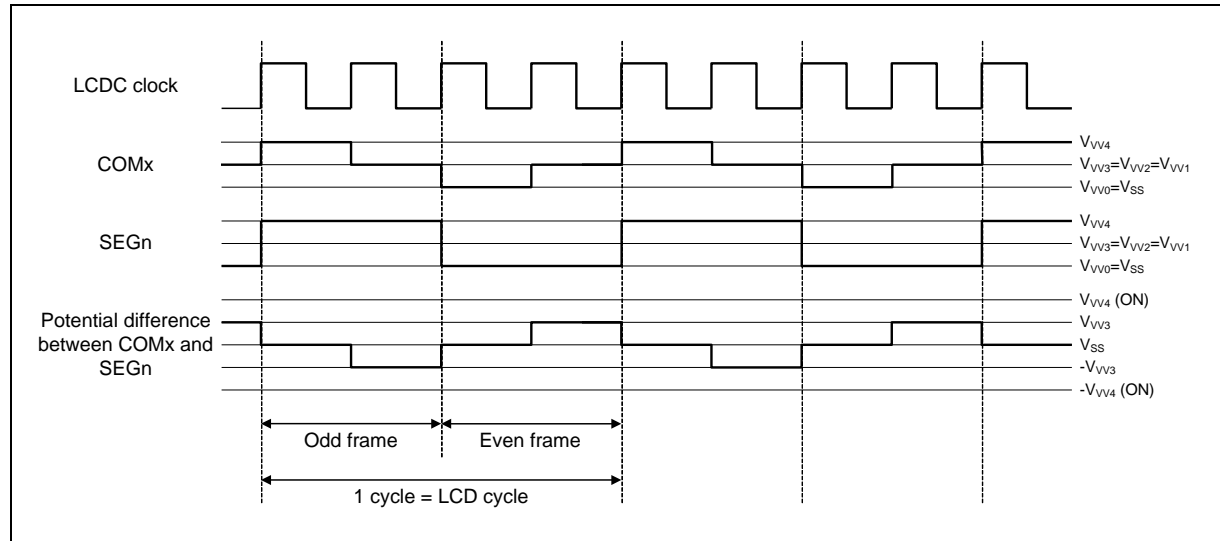 LCDC clock
COMx
V_VV4
V_VV3=V_VV2=V_VV1
V_VV0=V_SS
SEGn
V_VV4
V_VV3=V_VV2=V_VV1
V_VV0=V_SS
Potential difference
between COMx and
SEGn
V_VV4 (ON)
V_VV3
V_SS
-V_VV3
-V_VV4 (ON)
Odd frame
Even frame
1 cycle = LCD cycle